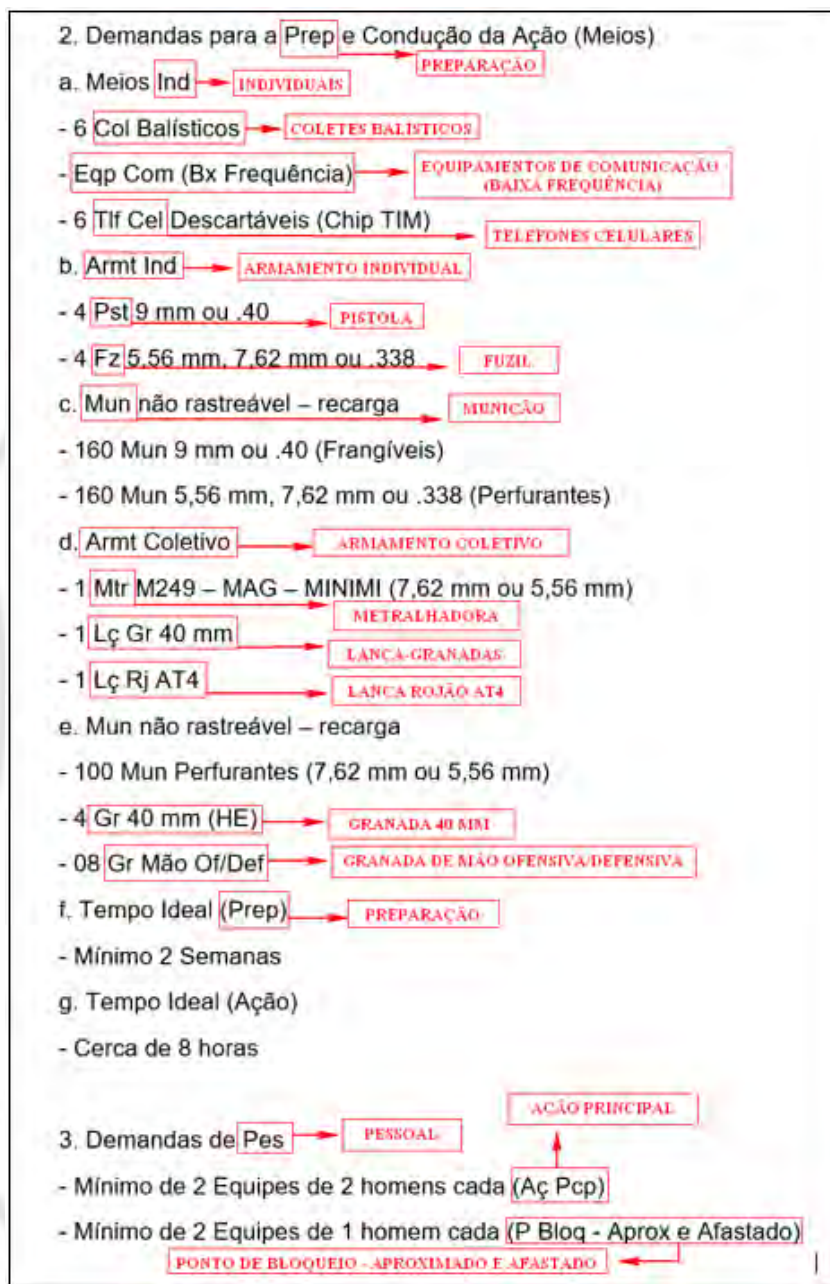 2. Demandas para a Prep e Condução da Ação (Meios)
PREPARAÇÃO
a. Meios Ind
INDIVIDUAIS
- 6 Col Balísticos
COLETES BALÍSTICOS
- Eqp Com (Bx Frequência)
EQUIPAMENTOS DE COMUNICAÇÃO
(BAIXA FREQUÊNCIA)
- 6 Tlf Cel Descartáveis (Chip TIM)
TELEFONES CELULARES
b. Armt Ind
ARMAMENTO INDIVIDUAL
- 4 Pst 9 mm ou .40
PISTOLA
- 4 Fz 5,56 mm, 7,62 mm ou .338
FUZIL
c. Mun não rastreável – recarga
MUNICÃO
- 160 Mun 9 mm ou .40 (Frangíveis)
- 160 Mun 5,56 mm, 7,62 mm ou .338 (Perfurantes)
d. Armt Coletivo
ARMAMENTO COLETIVO
- 1 Mtr M249 – MAG – MINIMI (7,62 mm ou 5,56 mm)
METRALHADORA
- 1 Lç Gr 40 mm
LANCA-GRANADAS
- 1 Lç Rj AT4
LANCA ROJÃO AT4
e. Mun não rastreável – recarga
- 100 Mun Perfurantes (7,62 mm ou 5,56 mm)
- 4 Gr 40 mm (HE)
GRANADA 40 MM
- 08 Gr Mão Of/Def
GRANADA DE MÃO OFENSIVA/DEFENSIVA
f. Tempo Ideal (Prep)
PREPARAÇÃO
- Mínimo 2 Semanas
g. Tempo Ideal (Ação)
- Cerca de 8 horas
AÇÃO PRINCIPAL
3. Demandas de Pes
PESSOAL
- Mínimo de 2 Equipes de 2 homens cada (Aç Pcp)
- Mínimo de 2 Equipes de 1 homem cada (P Bloq - Aprox e Afastado)
PONTO DE BLOQUEIO - APROXIMADO E AFASTADO